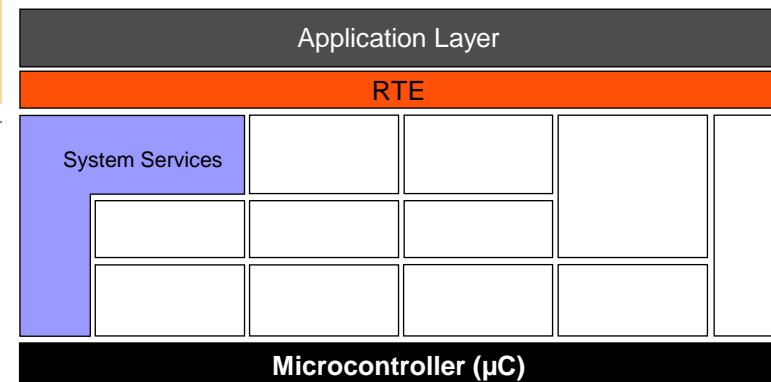 Application Layer
RTE
System Services
Microcontroller (µC)